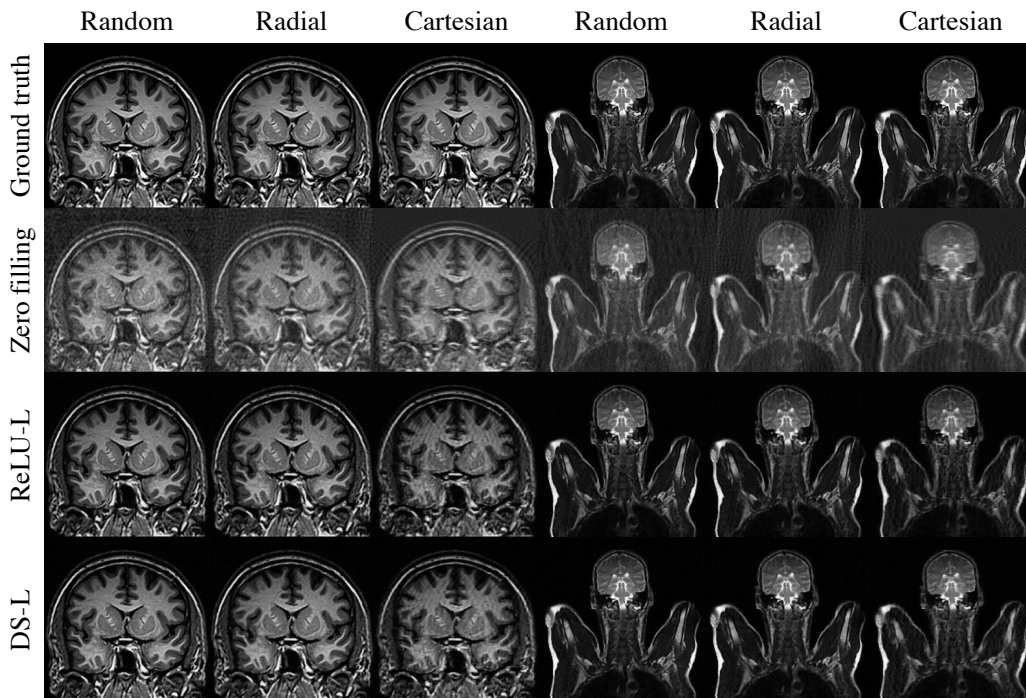 Random Radial Cartesian Random Radial Cartesian
Ground truth
Zero filling
ReLU-L
DS-L